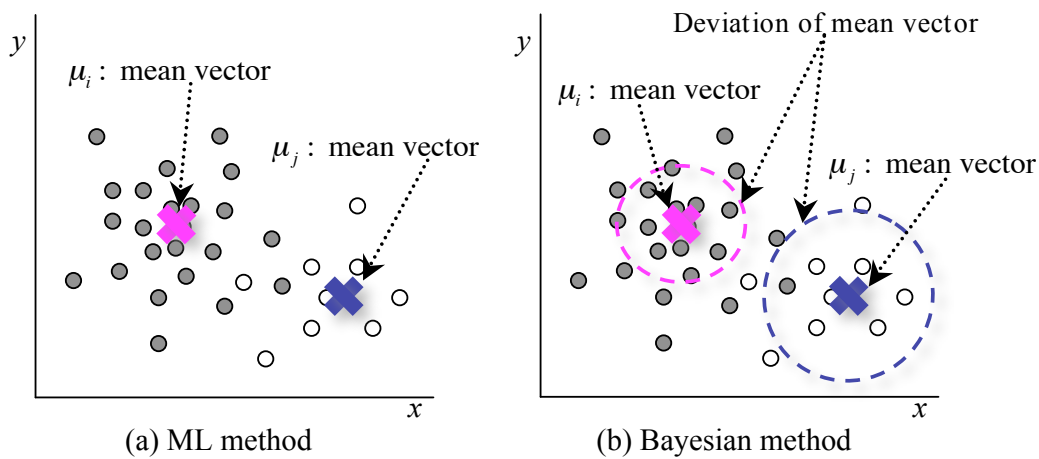 y
μi : mean vector
μj : mean vector
x
(a) ML method
Deviation of mean vector
y
μi : mean vector
μj : mean vector
x
(b) Bayesian method